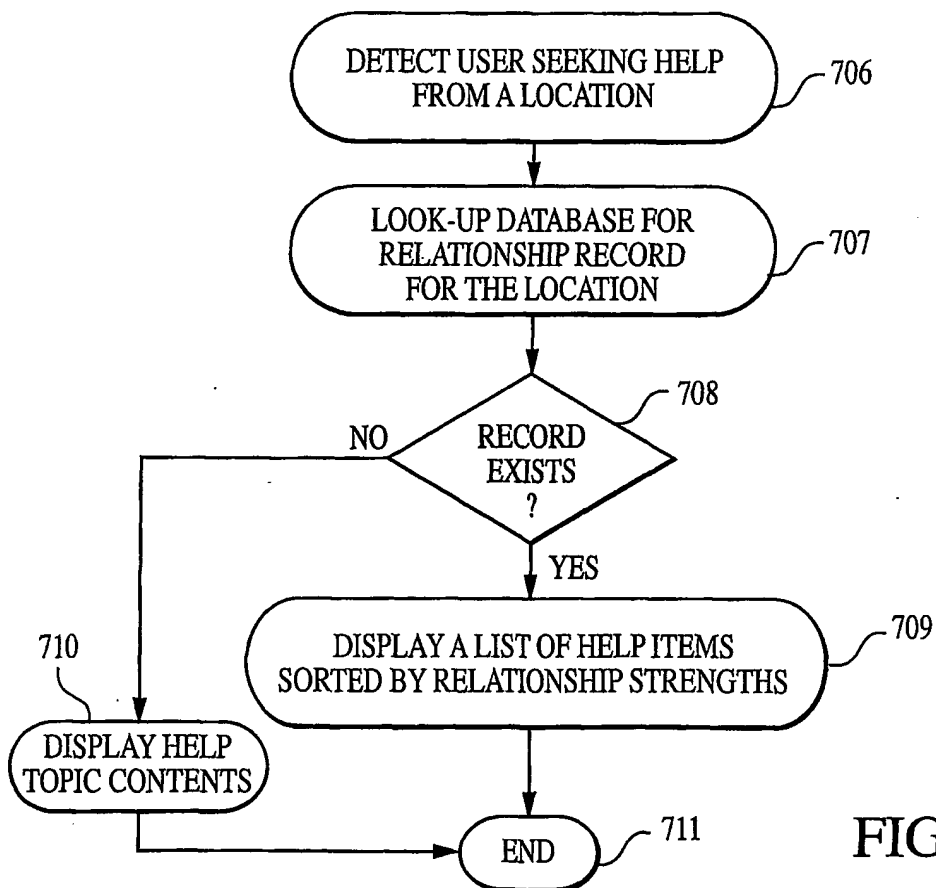 DETECT USER SEEKING HELP
FROM A LOCATION
706
LOOK-UP DATABASE FOR
RELATIONSHIP RECORD
FOR THE LOCATION
707
708
NO
RECORD
EXISTS
?
YES
709
DISPLAY A LIST OF HELP ITEMS
SORTED BY RELATIONSHIP STRENGTHS
710
DISPLAY HELP
TOPIC CONTENTS
END
711
FIG